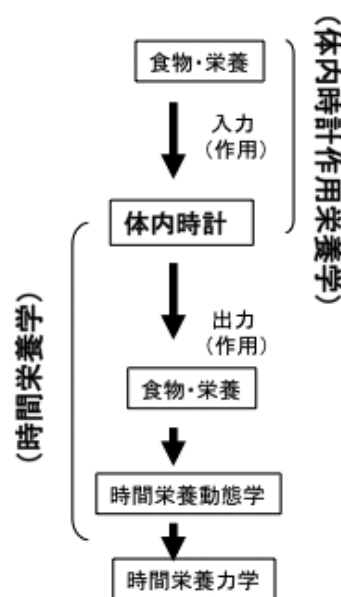 食物・栄養
入力
(作用)
(体内時計作用栄養学)
体内時計
出力
(作用)
(時間栄養学)
食物・栄養
時間栄養動態学
時間栄養力学